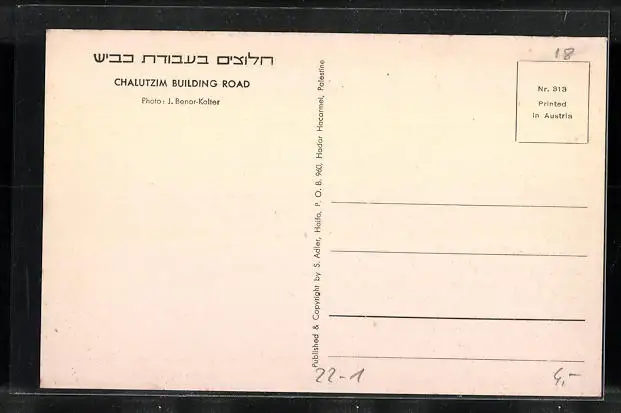 חלוצים בעבודת כביש
CHALUTZIM BUILDING ROAD
Photo: J. Benor-Kalter
Published & Copyright by S. Adler, Haifa, P. O. B. 960, Hadar Hacarmel, Palestine
18
Nr. 313
Printed
in Austria
22-1
4,-